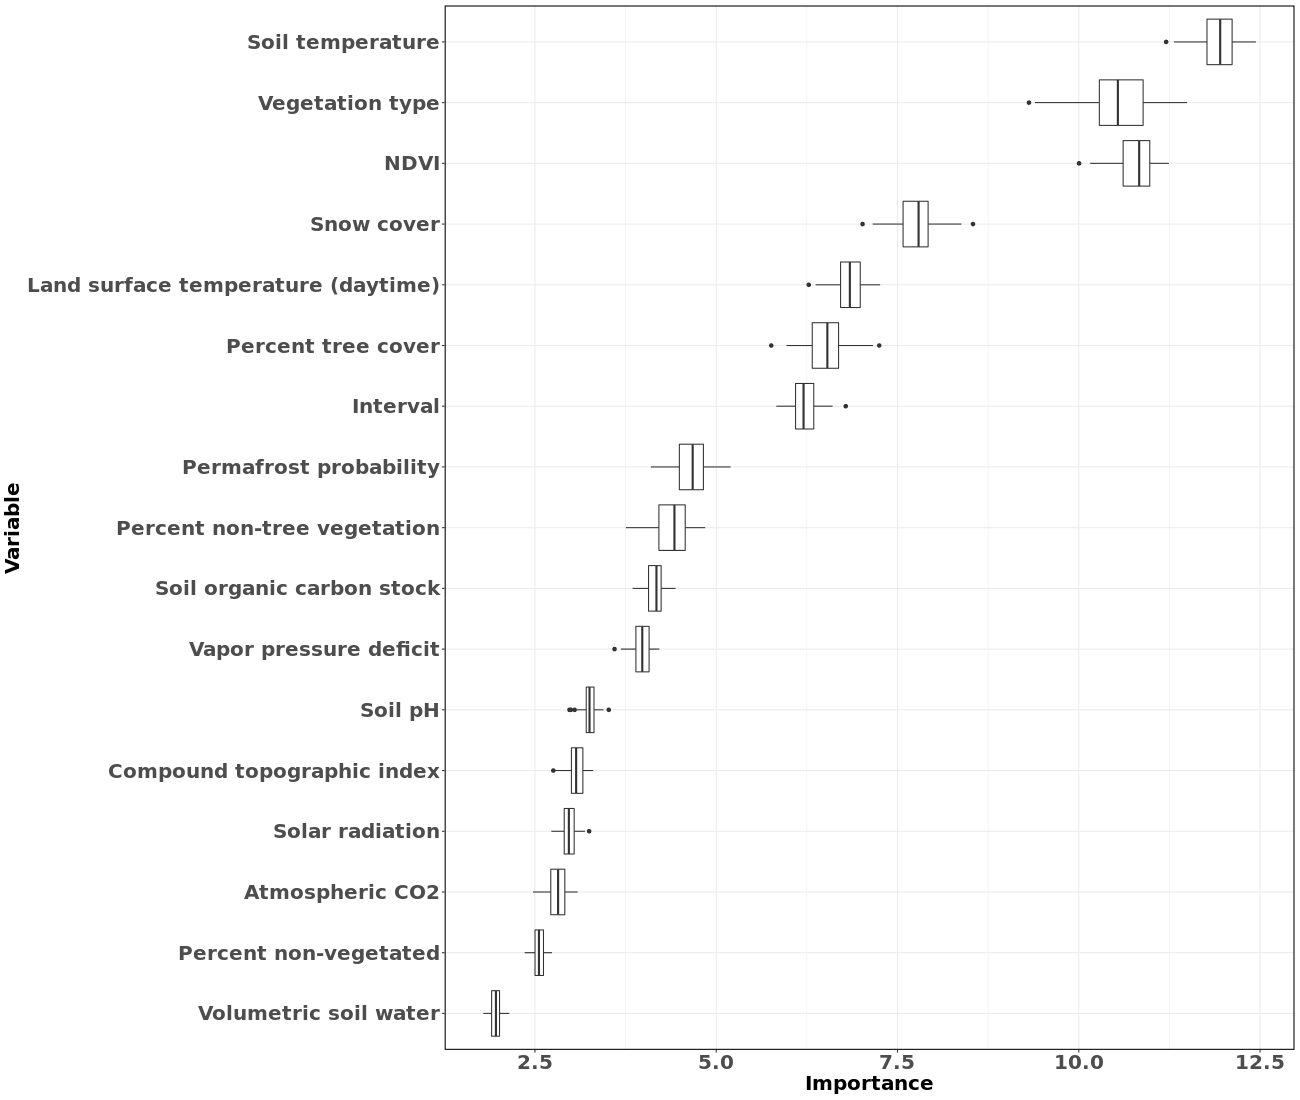 Soil temperature
Vegetation type
NDVI
Snow cover
Land surface temperature (daytime)
Percent tree cover
Interval
Permafrost probability
Percent non-tree vegetation
Soil organic carbon stock
Vapor pressure deficit
Soil pH
Compound topographic index
Solar radiation
Atmospheric CO2
Percent non-vegetated
Volumetric soil water
Variable
2.5 5.0 7.5 10.0 12.5
Importance